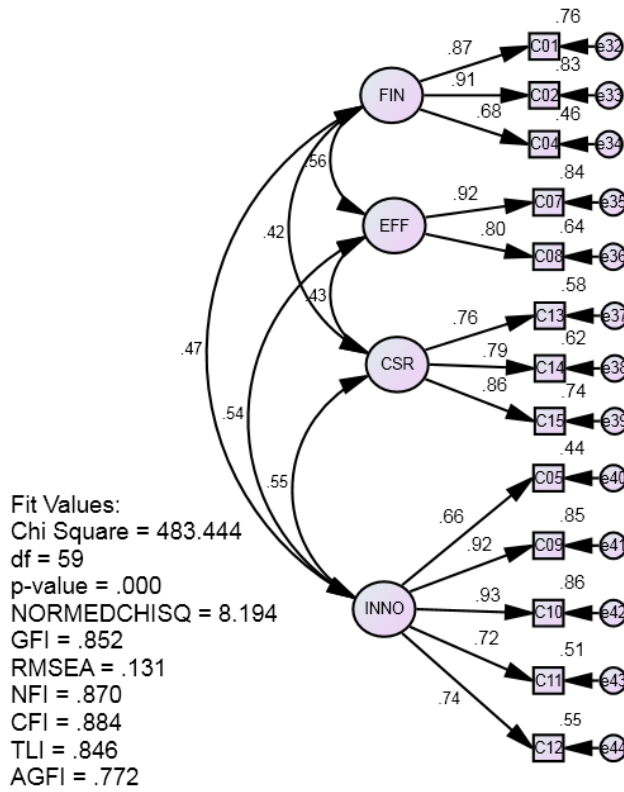 .76
.87
C01
e32
.83
.91
FIN
C02
e33
.46
.68
C04
e34
.56
.84
.92
C07
e35
EFF
.64
.80
.42
C08
e36
.43
.58
.76
C13
e37
.62
.47
CSR
.79
C14
e38
.74
.86
.54
C15
e39
.44
.55
C05
e40
.66
.85
.92
C09
e41
.86
INNO
.93
C10
e42
.72
.51
C11
e43
.74
.55
C12
e44
Fit Values:
Chi Square = 483.444
df = 59
p-value = .000
NORMEDCHISQ = 8.194
GFI = .852
RMSEA = .131
NFI = .870
CFI = .884
TLI = .846
AGFI = .772